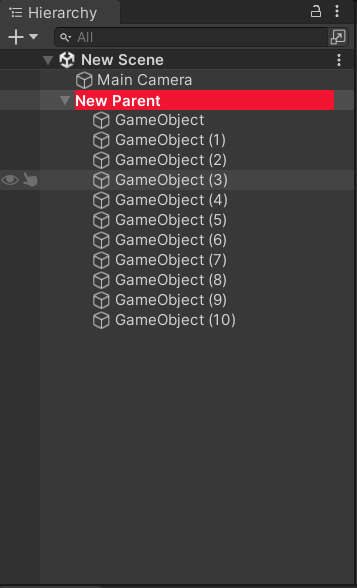 Hierarchy
All
New Scene
Main Camera
New Parent
GameObject
GameObject (1)
GameObject (2)
GameObject (3)
GameObject (4)
GameObject (5)
GameObject (6)
GameObject (7)
GameObject (8)
GameObject (9)
GameObject (10)